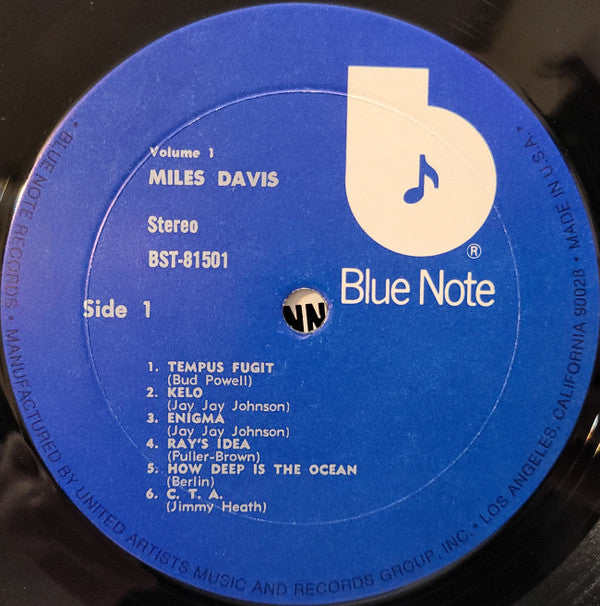 Volume 1
MILES DAVIS
Stereo
BST-81501
b
®
Blue Note
Side 1
1. TEMPUS FUGIT
(Bud Powell)
2. KELO
(Jay Jay Johnson)
3. ENIGMA
(Jay Jay Johnson)
4. RAY'S IDEA
(Fuller-Brown)
5. HOW DEEP IS THE OCEAN
(Berlin)
6. C. T. A.
(Jimmy Heath)
• BLUE NOTE RECORDS • MANUFACTURED BY UNITED ARTISTS MUSIC AND RECORDS GROUP, INC. • LOS ANGELES, CALIFORNIA 90028 • MADE IN U.S.A. •